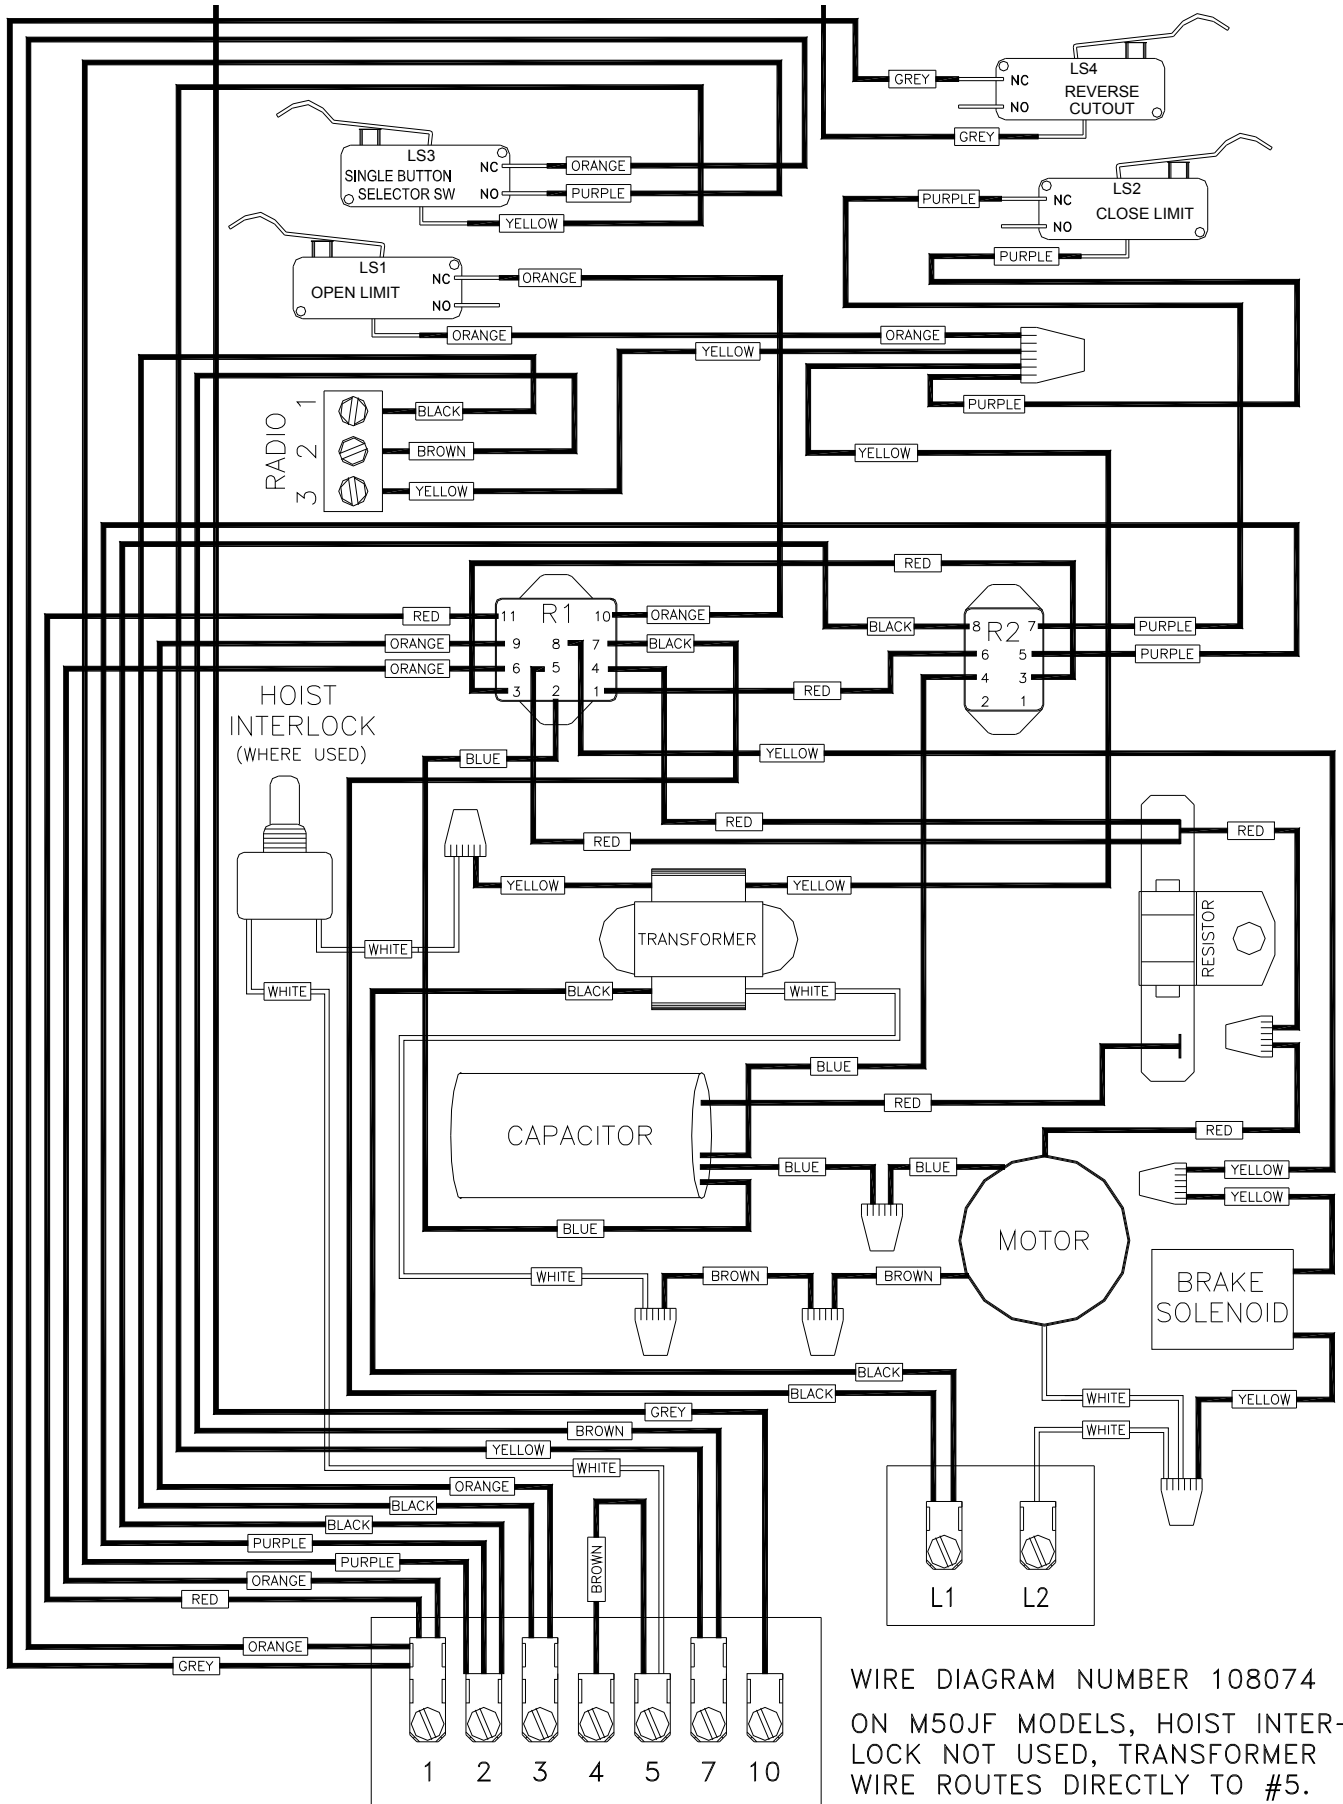 GREY
NC
LS4
REVERSE
CUTOUT
NO
GREY
LS3
SINGLE BUTTON
SELECTOR SW
NC
ORANGE
NO
PURPLE
YELLOW
PURPLE
NC
LS2
CLOSE LIMIT
NO
PURPLE
LS1
OPEN LIMIT
NC
ORANGE
NO
ORANGE
ORANGE
YELLOW
PURPLE
RADIO
1
BLACK
2
BROWN
3
YELLOW
YELLOW
RED
RED
11
R1
10
ORANGE
ORANGE
9
8
7
BLACK
ORANGE
6
5
4
3
2
1
RED
BLACK
8
R2
7
PURPLE
6
5
PURPLE
4
3
2
1
HOIST
INTERLOCK
(WHERE USED)
BLUE
YELLOW
RED
RED
RED
YELLOW
YELLOW
TRANSFORMER
RESISTOR
WHITE
WHITE
BLACK
WHITE
BLUE
RED
CAPACITOR
RED
BLUE
BLUE
YELLOW
YELLOW
BLUE
MOTOR
WHITE
BROWN
BROWN
BRAKE
SOLENOID
BLACK
BLACK
WHITE
YELLOW
GREY
BROWN
WHITE
YELLOW
WHITE
ORANGE
BLACK
BLACK
PURPLE
PURPLE
BROWN
ORANGE
RED
L1
L2
ORANGE
GREY
1
2
3
4
5
7
10
WIRE DIAGRAM NUMBER 108074
ON M50JF MODELS, HOIST INTER-
LOCK NOT USED, TRANSFORMER
WIRE ROUTES DIRECTLY TO #5.